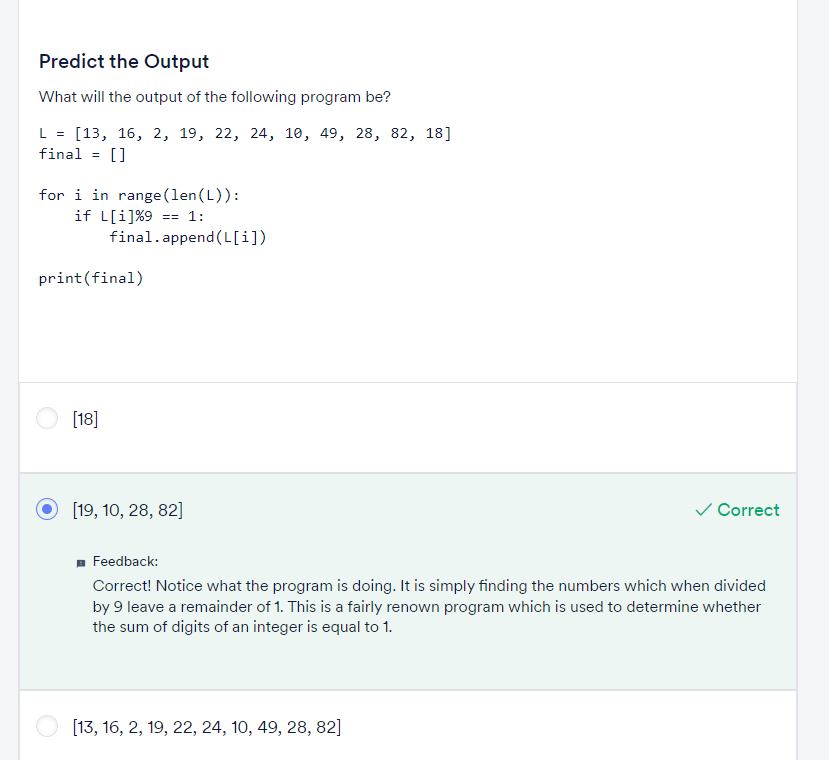 Predict the Output
What will the output of the following program be?
L = [13, 16, 2, 19, 22, 24, 10, 49, 28, 82, 18]
final = []
for i in range(len(L)):
    if L[i]%9 == 1:
        final.append(L[i])
print(final)
[18]
[19, 10, 28, 82]
Correct
Feedback:
Correct! Notice what the program is doing. It is simply finding the numbers which when divided
by 9 leave a remainder of 1. This is a fairly renown program which is used to determine whether
the sum of digits of an integer is equal to 1.
[13, 16, 2, 19, 22, 24, 10, 49, 28, 82]